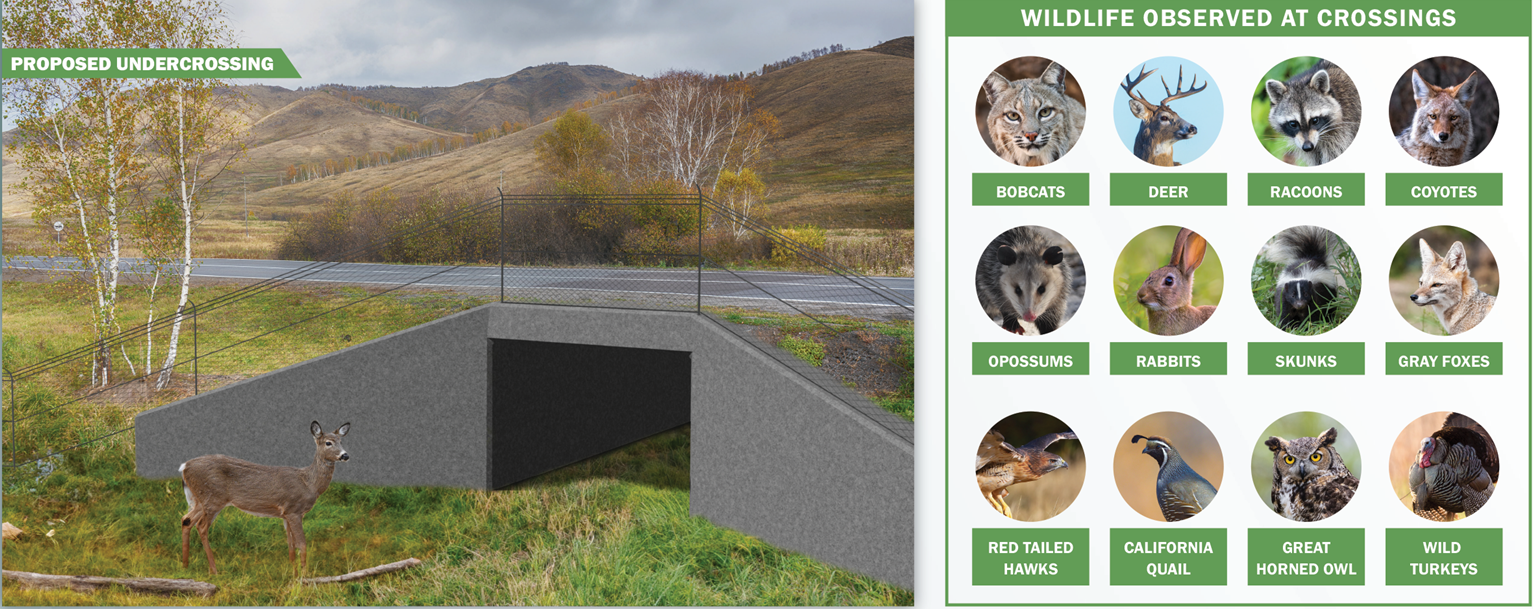 PROPOSED UNDERCROSSING
WILDLIFE OBSERVED AT CROSSINGS
BOBCATS
DEER
RACOONS
COYOTES
OPOSSUMS
RABBITS
SKUNKS
GRAY FOXES
RED TAILED
HAWKS
CALIFORNIA
QUAIL
GREAT
HORNED OWL
WILD
TURKEYS